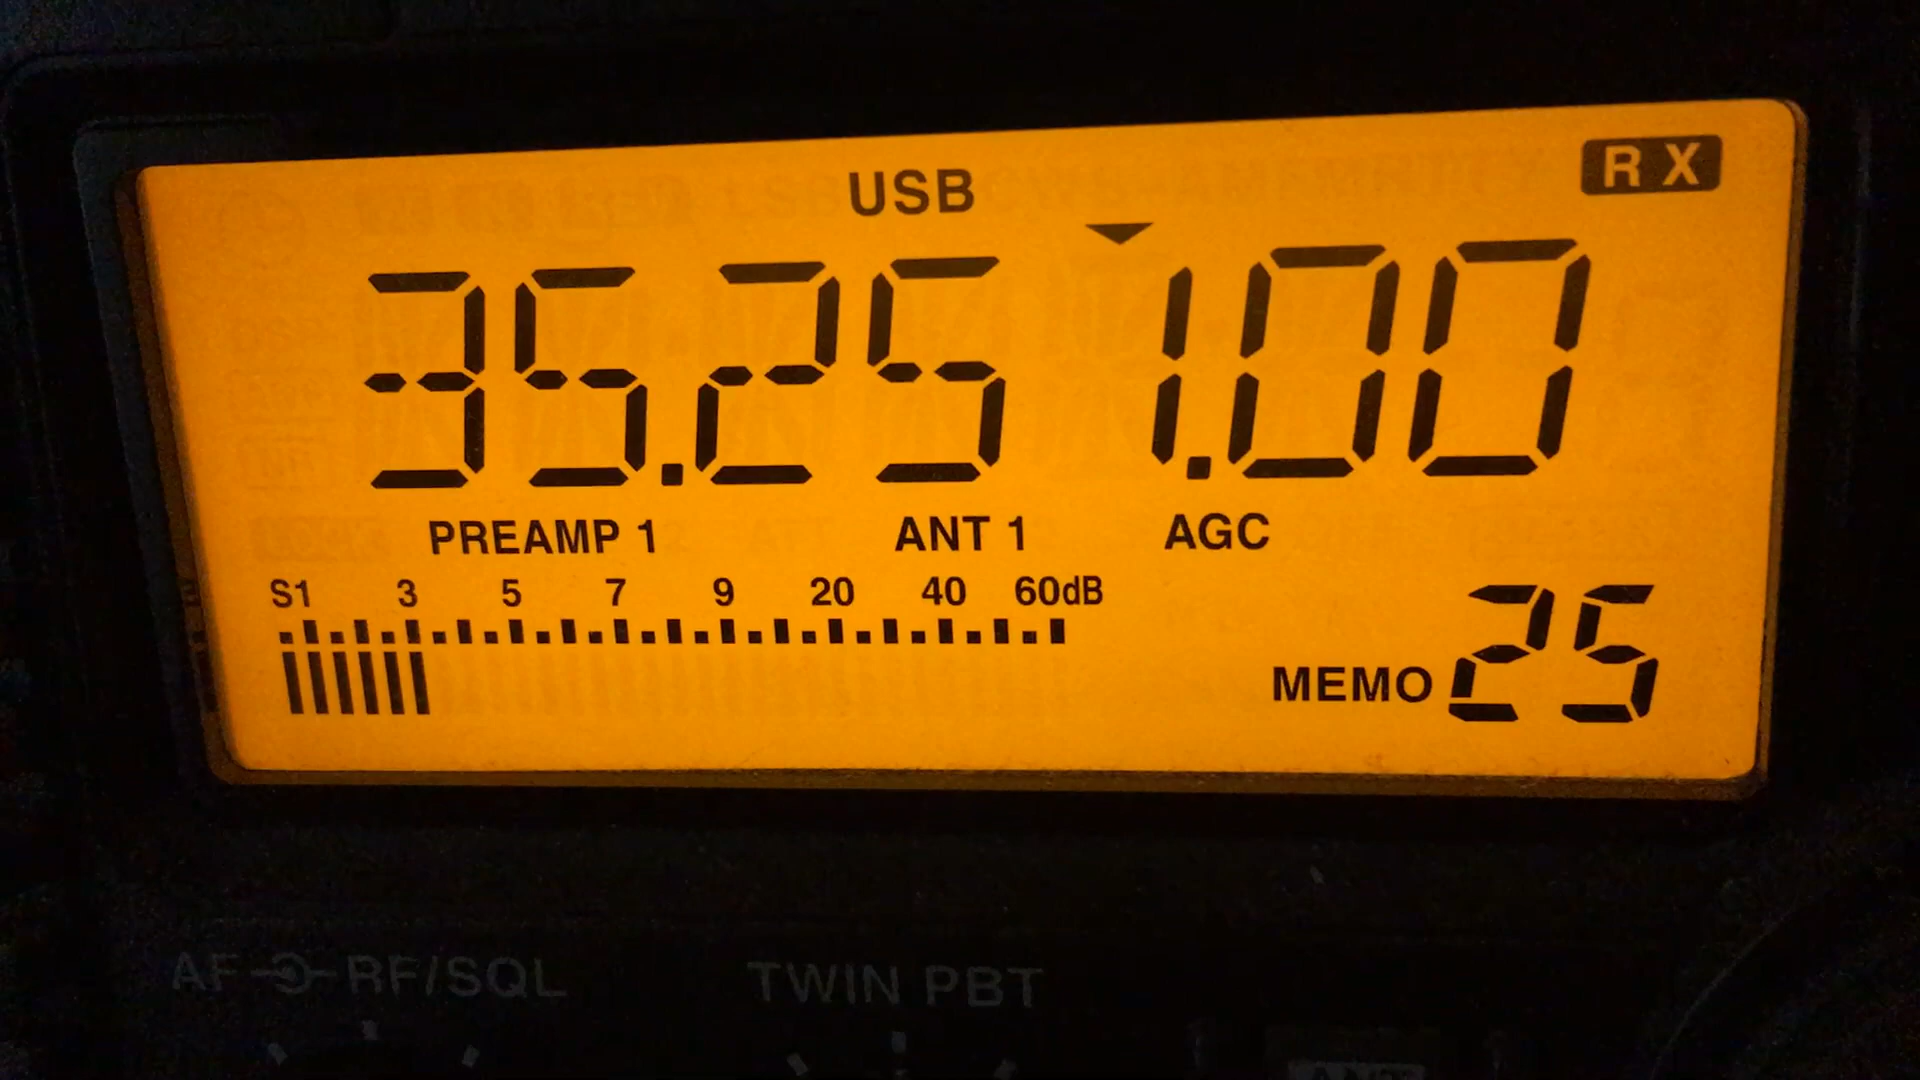 USB
RX
35.251.00
PREAMP 1 ANT 1 AGC
S1 3 5 7 9 20 40 60dB
MEMO 25
AF RF/SQL
TWIN PBT